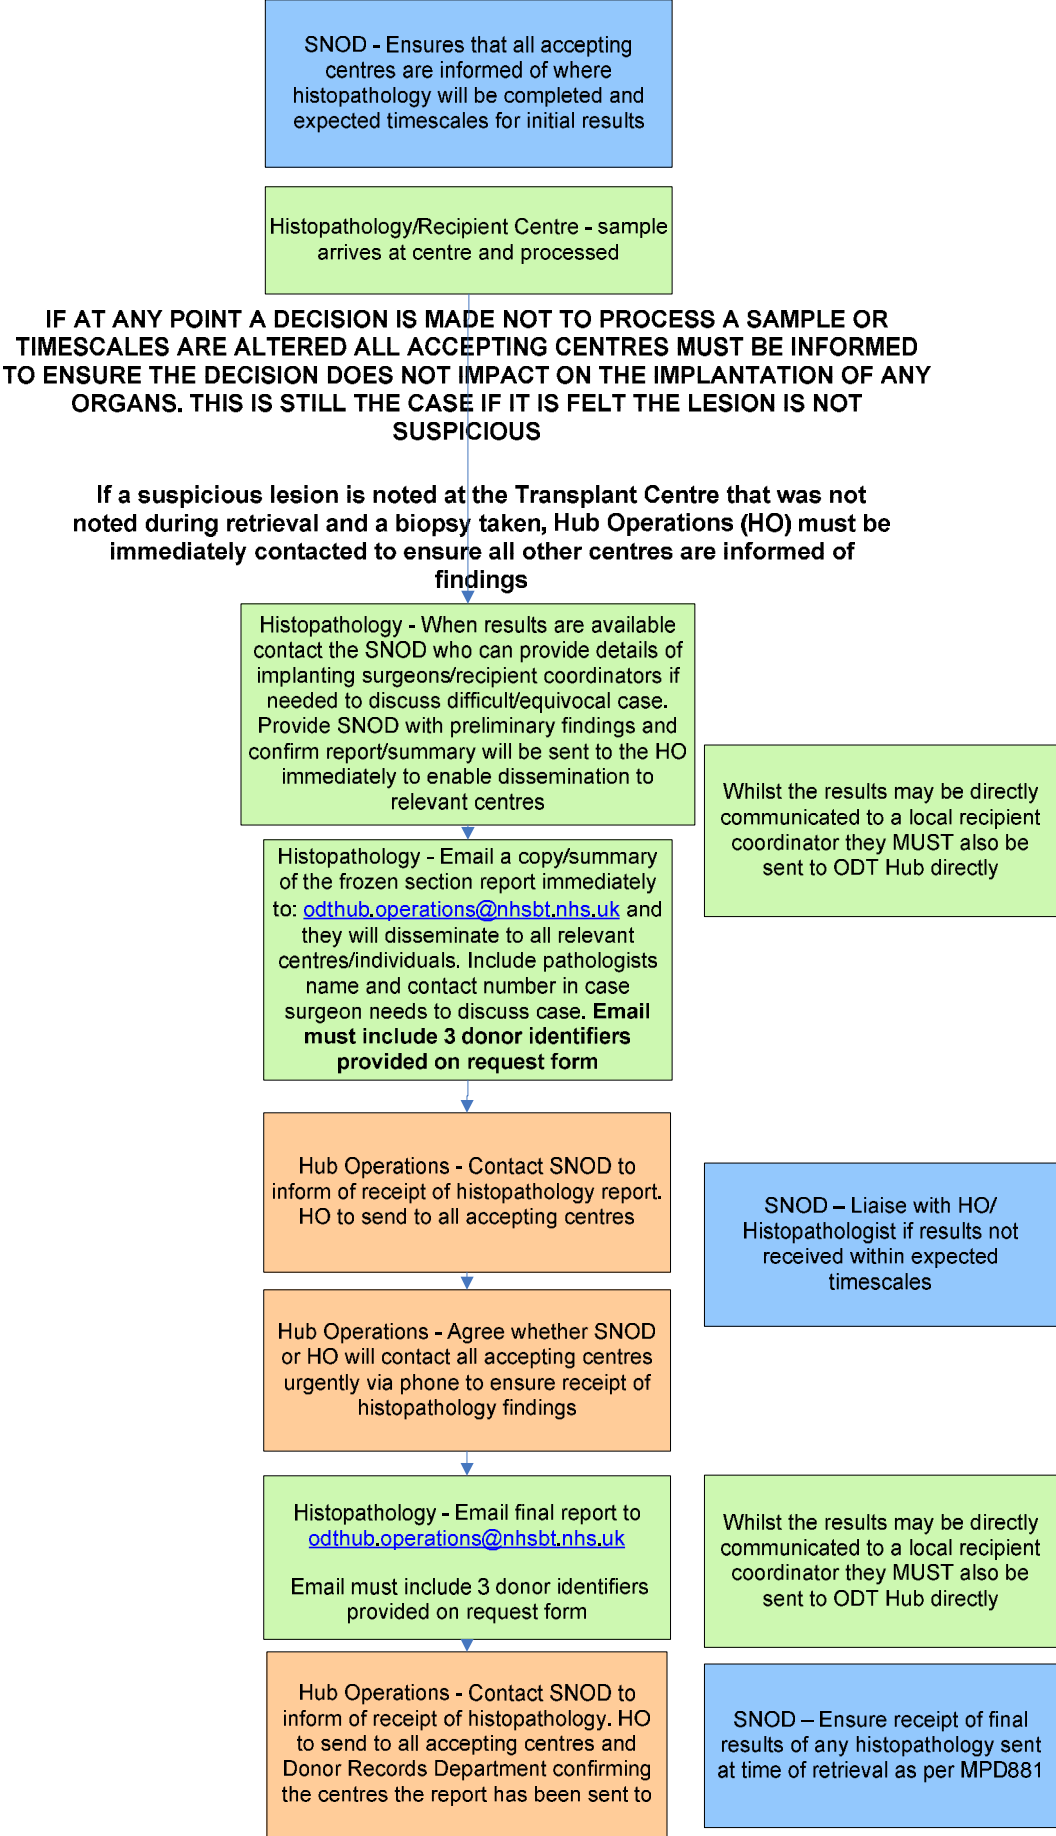 SNOD - Ensures that all accepting
centres are informed of where
histopathology will be completed and
expected timescales for initial results
Histopathology/Recipient Centre - sample
arrives at centre and processed
IF AT ANY POINT A DECISION IS MADE NOT TO PROCESS A SAMPLE OR
TIMESCALES ARE ALTERED ALL ACCEPTING CENTRES MUST BE INFORMED
TO ENSURE THE DECISION DOES NOT IMPACT ON THE IMPLANTATION OF ANY
ORGANS. THIS IS STILL THE CASE IF IT IS FELT THE LESION IS NOT
SUSPICIOUS
If a suspicious lesion is noted at the Transplant Centre that was not
noted during retrieval and a biopsy taken, Hub Operations (HO) must be
immediately contacted to ensure all other centres are informed of
findings
Histopathology - When results are available
contact the SNOD who can provide details of
implanting surgeons/recipient coordinators if
needed to discuss difficult/equivocal case.
Provide SNOD with preliminary findings and
confirm report/summary will be sent to the HO
immediately to enable dissemination to
relevant centres
Whilst the results may be directly
communicated to a local recipient
coordinator they MUST also be
sent to ODT Hub directly
Histopathology - Email a copy/summary
of the frozen section report immediately
to: odthub.operations@nhsbt.nhs.uk and
they will disseminate to all relevant
centres/individuals. Include pathologists
name and contact number in case
surgeon needs to discuss case. Email
must include 3 donor identifiers
provided on request form
Hub Operations - Contact SNOD to
inform of receipt of histopathology report.
HO to send to all accepting centres
SNOD – Liaise with HO/
Histopathologist if results not
received within expected
timescales
Hub Operations - Agree whether SNOD
or HO will contact all accepting centres
urgently via phone to ensure receipt of
histopathology findings
Histopathology - Email final report to
odthub.operations@nhsbt.nhs.uk
Email must include 3 donor identifiers
provided on request form
Whilst the results may be directly
communicated to a local recipient
coordinator they MUST also be
sent to ODT Hub directly
Hub Operations - Contact SNOD to
inform of receipt of histopathology. HO
to send to all accepting centres and
Donor Records Department confirming
the centres the report has been sent to
SNOD – Ensure receipt of final
results of any histopathology sent
at time of retrieval as per MPD881